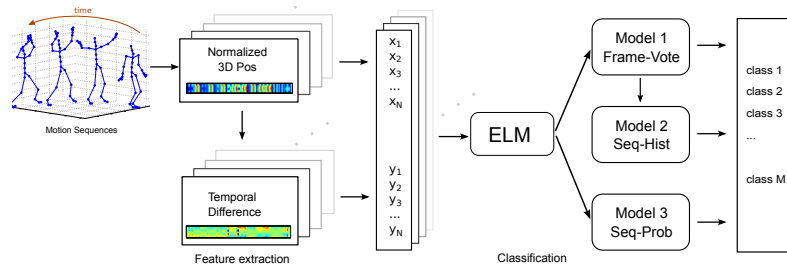 time
Motion Sequences
Normalized
3D Pos
Temporal
Difference
Feature extraction
x1
x2
x3
...
xN
y1
y2
y3
...
yN
ELM
Classification
Model 1
Frame-Vote
Model 2
Seq-Hist
Model 3
Seq-Prob
class 1
class 2
class 3
...
class M